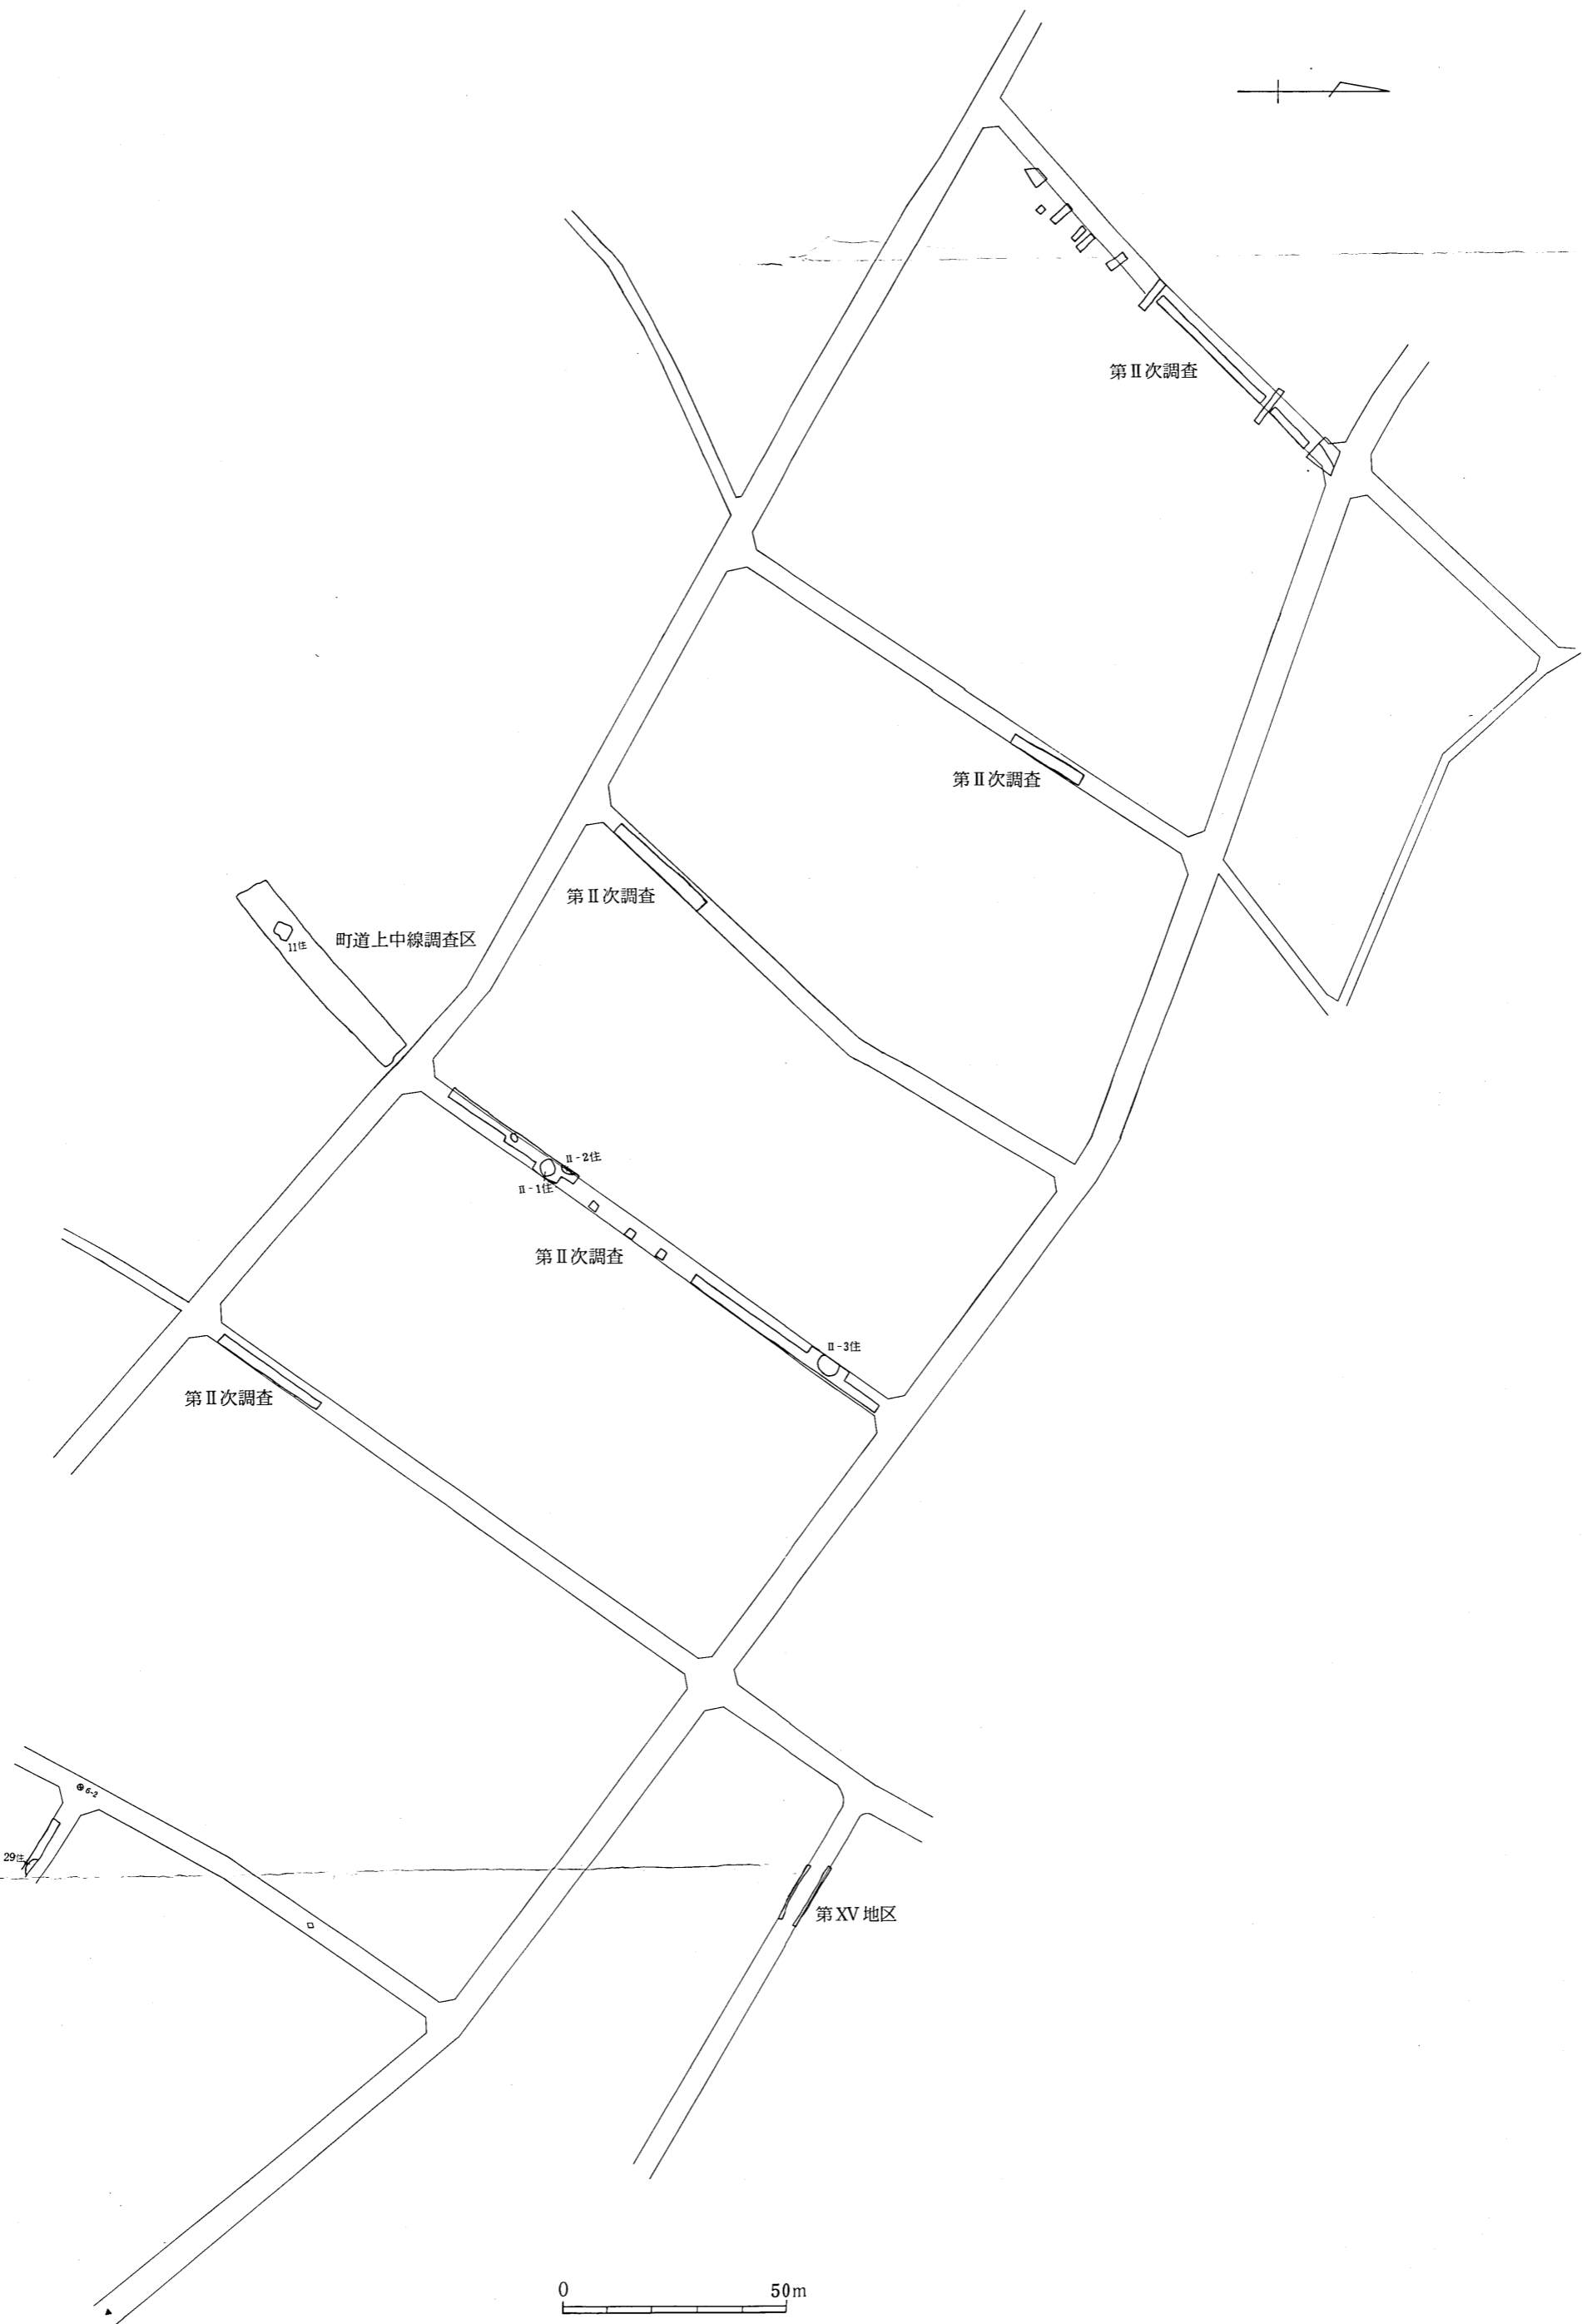 第Ⅱ次調査
第Ⅱ次調査
第Ⅱ次調査
11住
町道上中線調査区
Ⅱ-2住
Ⅱ-1住
第Ⅱ次調査
Ⅱ-3住
第Ⅱ次調査
6-2
29住
第XV地区
0 50m